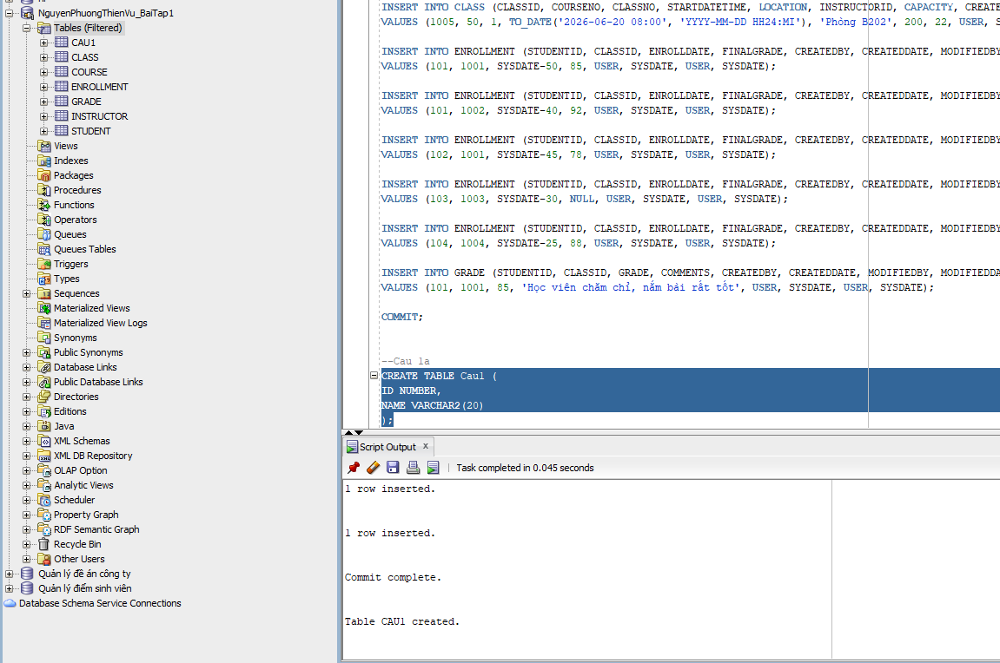 NguyenPhuongThienVu_BaiTap1
Tables (Filtered)
CAU1
CLASS
COURSE
ENROLLMENT
GRADE
INSTRUCTOR
STUDENT
Views
Indexes
Packages
Procedures
Functions
Operators
Queues
Queues Tables
Triggers
Types
Sequences
Materialized Views
Materialized View Logs
Synonyms
Public Synonyms
Database Links
Public Database Links
Directories
Editions
Java
XML Schemas
XML DB Repository
OLAP Option
Analytic Views
Scheduler
Property Graph
RDF Semantic Graph
Recycle Bin
Other Users
Quản lý đề án công ty
Quản lý điểm sinh viên
Database Schema Service Connections
INSERT INTO CLASS (CLASSID, COURSENO, CLASSNO, STARTDATETIME, LOCATION, INSTRUCTORID, CAPACITY, CREATE
VALUES (1005, 50, 1, TO_DATE('2026-06-20 08:00', 'YYYY-MM-DD HH24:MI'), 'Phòng B202', 200, 22, USER, S
INSERT INTO ENROLLMENT (STUDENTID, CLASSID, ENROLLDATE, FINALGRADE, CREATEDBY, CREATEDDATE, MODIFIEDBY
VALUES (101, 1001, SYSDATE-50, 85, USER, SYSDATE, USER, SYSDATE);
INSERT INTO ENROLLMENT (STUDENTID, CLASSID, ENROLLDATE, FINALGRADE, CREATEDBY, CREATEDDATE, MODIFIEDBY
VALUES (101, 1002, SYSDATE-40, 92, USER, SYSDATE, USER, SYSDATE);
INSERT INTO ENROLLMENT (STUDENTID, CLASSID, ENROLLDATE, FINALGRADE, CREATEDBY, CREATEDDATE, MODIFIEDBY
VALUES (102, 1001, SYSDATE-45, 78, USER, SYSDATE, USER, SYSDATE);
INSERT INTO ENROLLMENT (STUDENTID, CLASSID, ENROLLDATE, FINALGRADE, CREATEDBY, CREATEDDATE, MODIFIEDBY
VALUES (103, 1003, SYSDATE-30, NULL, USER, SYSDATE, USER, SYSDATE);
INSERT INTO ENROLLMENT (STUDENTID, CLASSID, ENROLLDATE, FINALGRADE, CREATEDBY, CREATEDDATE, MODIFIEDBY
VALUES (104, 1004, SYSDATE-25, 88, USER, SYSDATE, USER, SYSDATE);
INSERT INTO GRADE (STUDENTID, CLASSID, GRADE, COMMENTS, CREATEDBY, CREATEDDATE, MODIFIEDBY, MODIFIEDDA
VALUES (101, 1001, 85, 'Học viên chăm chỉ, nắm bài rất tốt', USER, SYSDATE, USER, SYSDATE);
COMMIT;
--Cau 1a
CREATE TABLE Cau1 (
ID NUMBER,
NAME VARCHAR2(20)
);
Script Output
Task completed in 0.045 seconds
1 row inserted.
1 row inserted.
Commit complete.
Table CAU1 created.